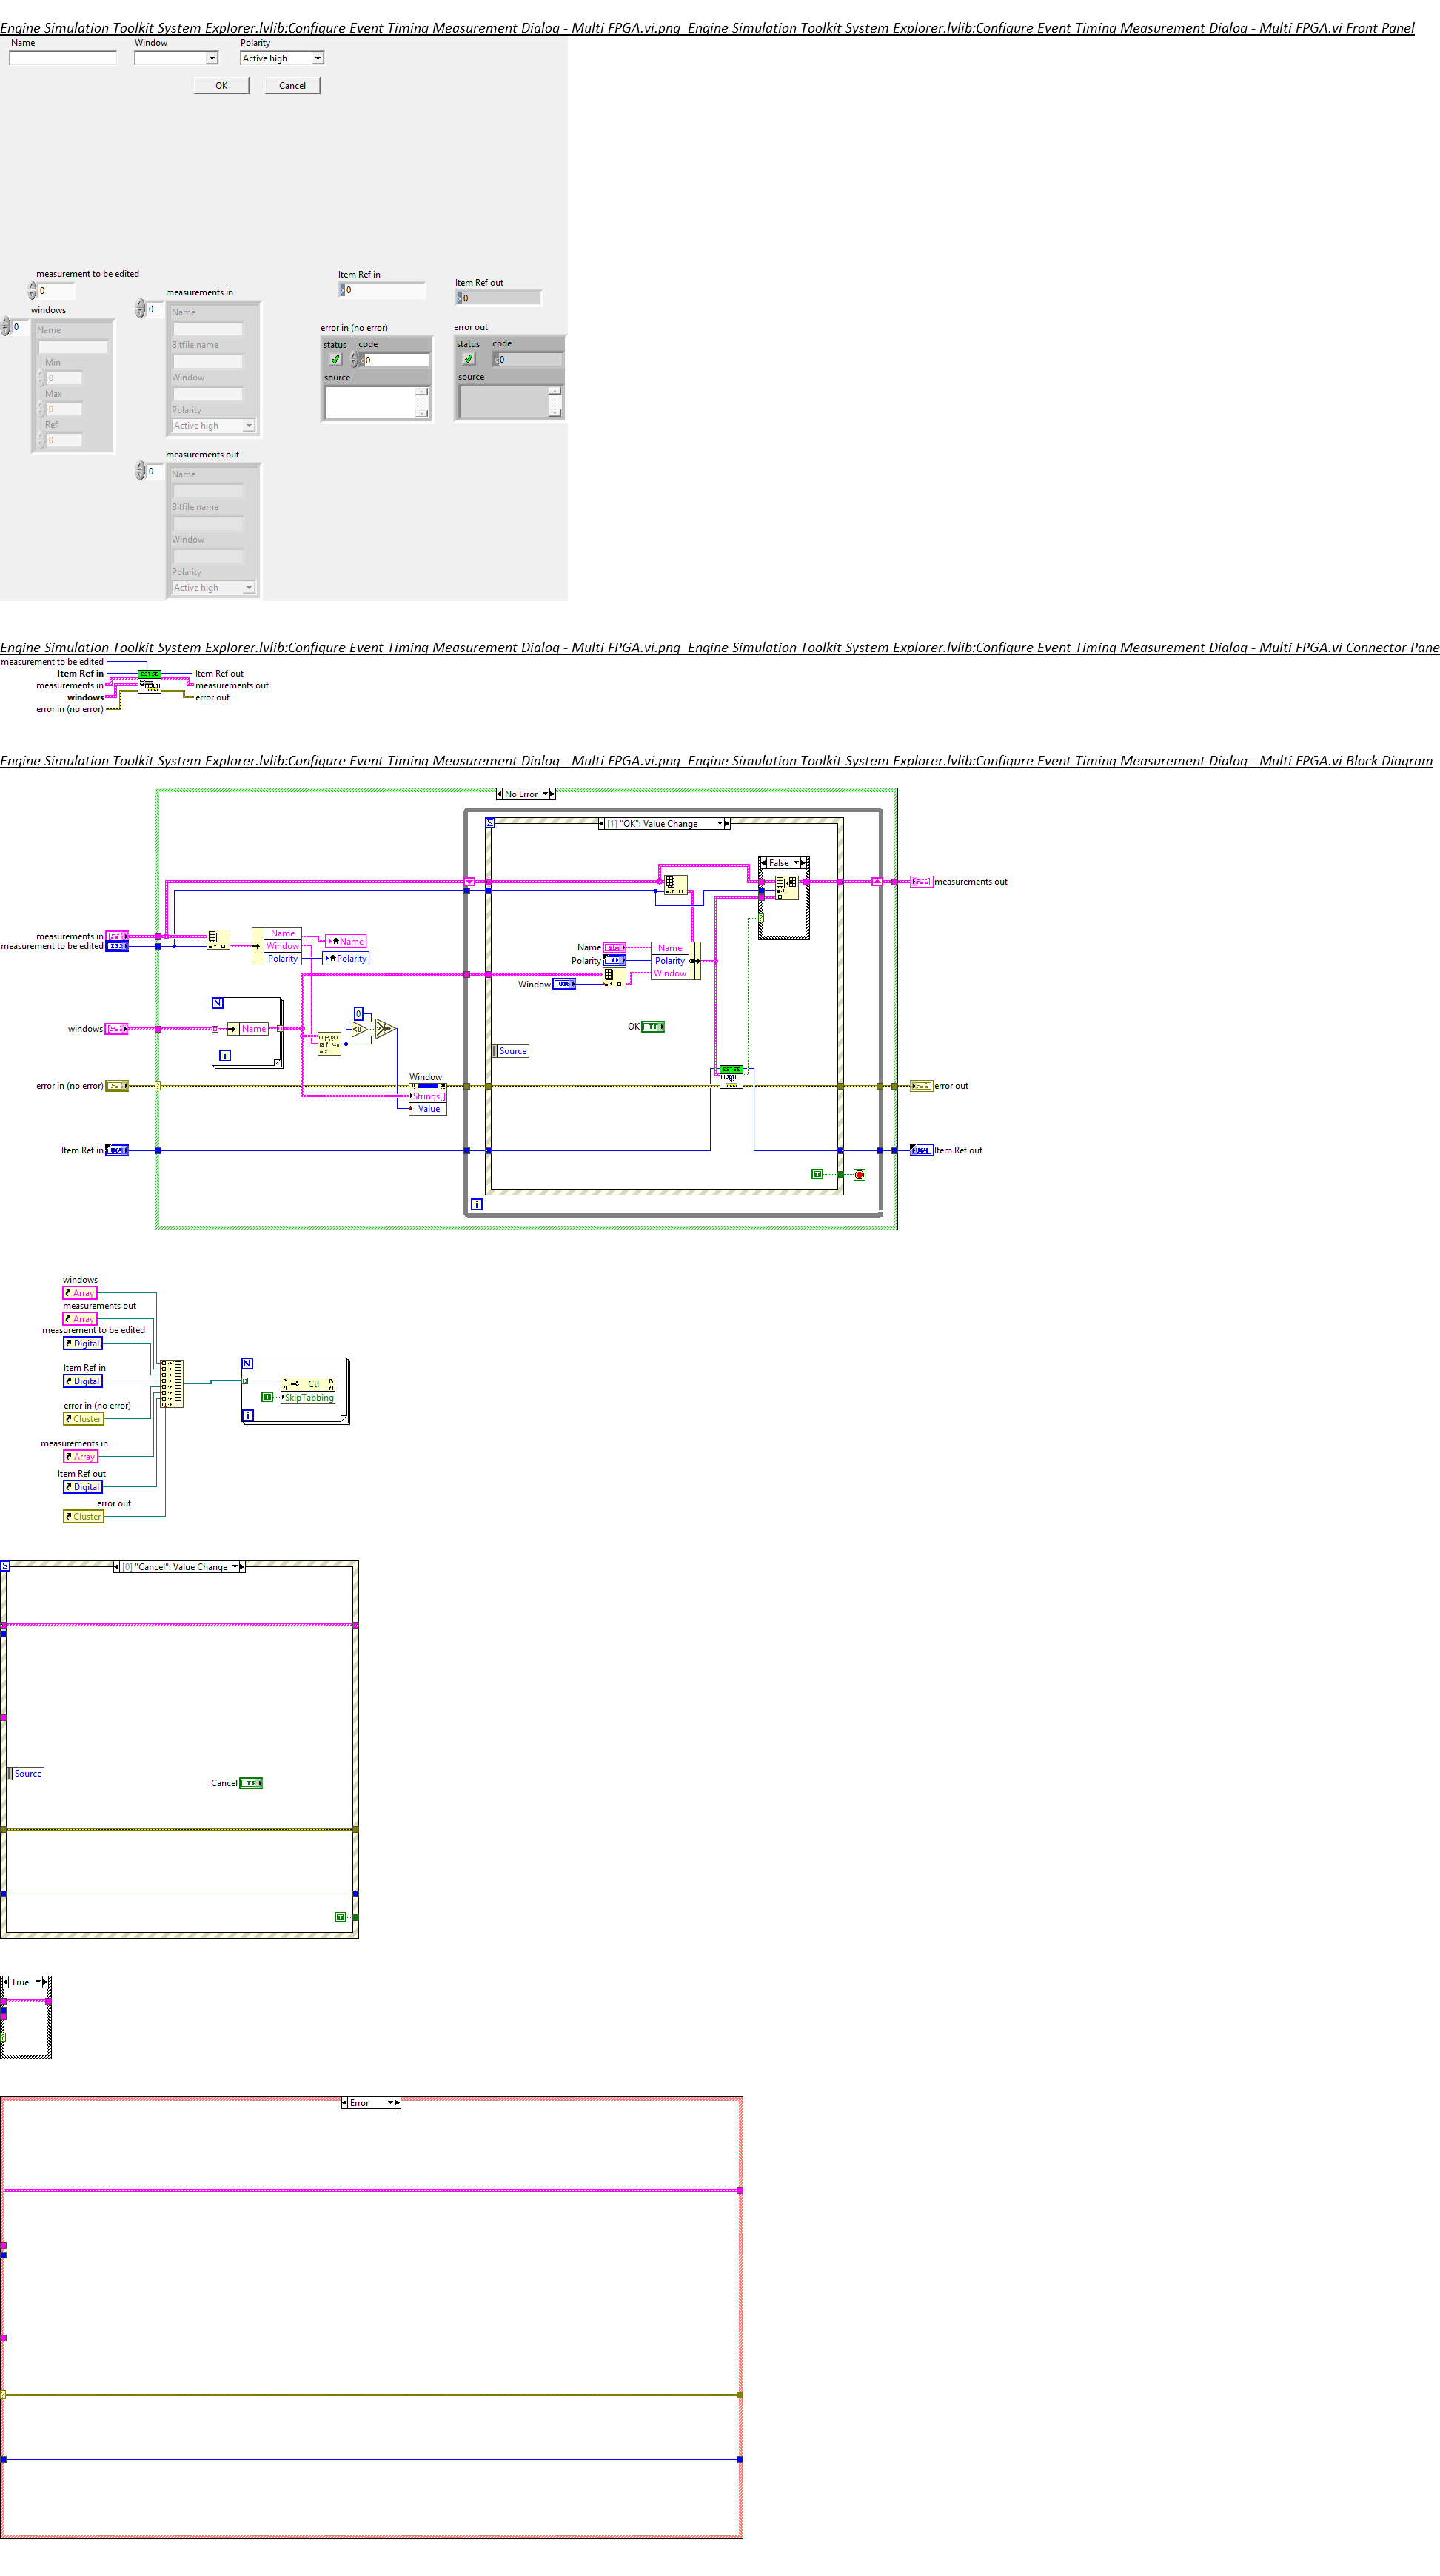 Engine Simulation Toolkit System Explorer.lvlib:Configure Event Timing Measurement Dialog - Multi FPGA.vi.png  Engine Simulation Toolkit System Explorer.lvlib:Configure Event Timing Measurement Dialog - Multi FPGA.vi Front Panel
Name Window Polarity
Active high
OK Cancel
measurement to be edited
0
Item Ref in
0
Item Ref out
0
measurements in
0
windows
0
Name
Min
0
Max
0
Ref
0
Name
Bitfile name
Window
Polarity
Active high
error in (no error)
status code
0
source
error out
status code
0
source
measurements out
0
Name
Bitfile name
Window
Polarity
Active high
Engine Simulation Toolkit System Explorer.lvlib:Configure Event Timing Measurement Dialog - Multi FPGA.vi.png  Engine Simulation Toolkit System Explorer.lvlib:Configure Event Timing Measurement Dialog - Multi FPGA.vi Connector Pane
measurement to be edited
Item Ref in Item Ref out
measurements in measurements out
windows error out
error in (no error)
Engine Simulation Toolkit System Explorer.lvlib:Configure Event Timing Measurement Dialog - Multi FPGA.vi.png  Engine Simulation Toolkit System Explorer.lvlib:Configure Event Timing Measurement Dialog - Multi FPGA.vi Block Diagram
No Error
[1] "OK": Value Change
False
measurements out
measurements in
measurement to be edited
I32
Name
Window
Polarity
Name
Polarity
Name
Polarity
Window
U16
Name
Polarity
Window
N
windows
Name
i
0
<0
OK
TF
Source
Window
Strings[]
Value
error in (no error)
error out
Item Ref in
Item Ref out
T
i
windows
Array
measurements out
Array
measurement to be edited
Digital
Item Ref in
Digital
error in (no error)
Cluster
measurements in
Array
Item Ref out
Digital
error out
Cluster
N
Ctl
T
SkipTabbing
i
[0] "Cancel": Value Change
Source
Cancel
TF
T
True
Error